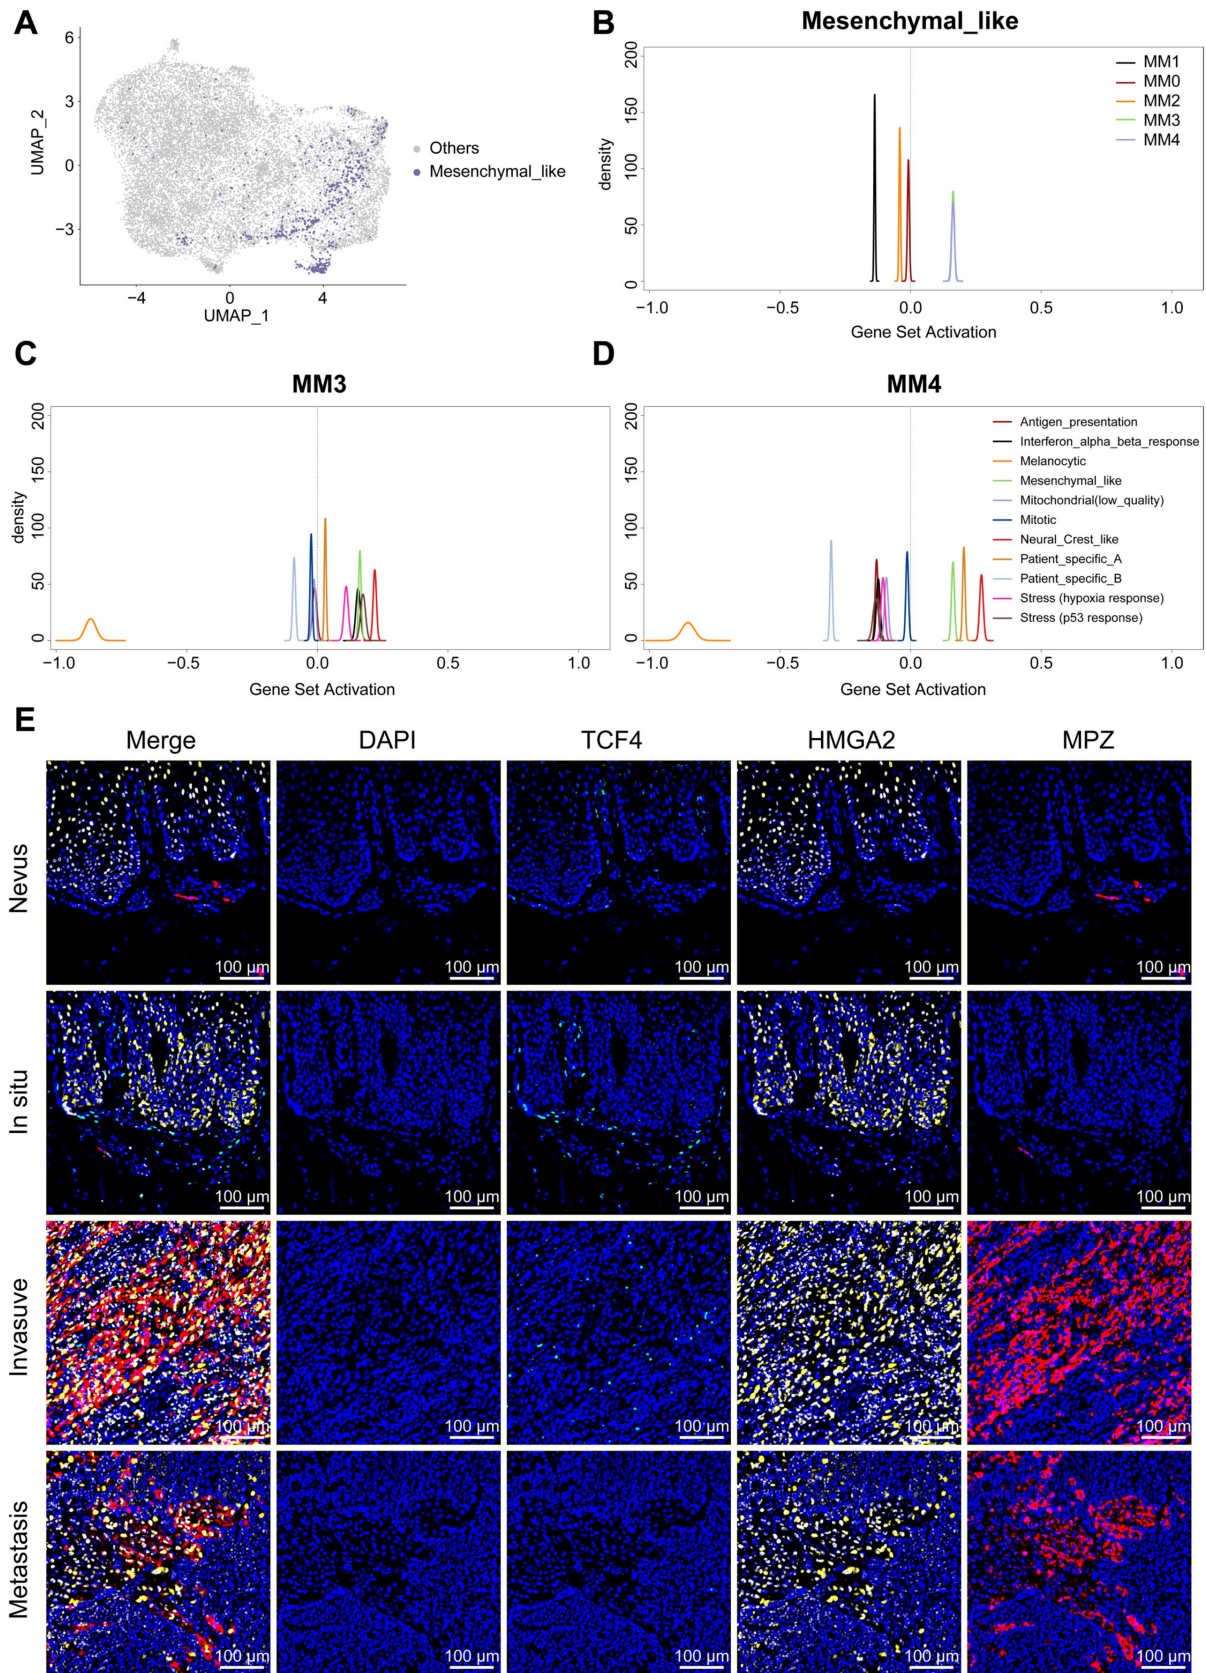 A
6
3
0
−3
UMAP_2
−4
0
4
UMAP_1
Others
Mesenchymal_like
B
Mesenchymal_like
200
150
100
50
0
density
MM1
MM0
MM2
MM3
MM4
−1.0
−0.5
0.0
0.5
1.0
Gene Set Activation
C
MM3
200
150
100
50
0
density
−1.0
−0.5
0.0
0.5
1.0
Gene Set Activation
D
MM4
200
150
100
50
0
Antigen_presentation
Interferon_alpha_beta_response
Melanocytic
Mesenchymal_like
Mitochondrial(low_quality)
Mitotic
Neural_Crest_like
Patient_specific_A
Patient_specific_B
Stress (hypoxia response)
Stress (p53 response)
−1.0
−0.5
0.0
0.5
1.0
Gene Set Activation
E
Merge
DAPI
TCF4
HMGA2
MPZ
Nevus
100 µm
100 µm
100 µm
100 µm
100 µm
In situ
100 µm
100 µm
100 µm
100 µm
100 µm
Invasuve
100 µm
100 µm
100 µm
100 µm
100 µm
Metastasis
100 µm
100 µm
100 µm
100 µm
100 µm